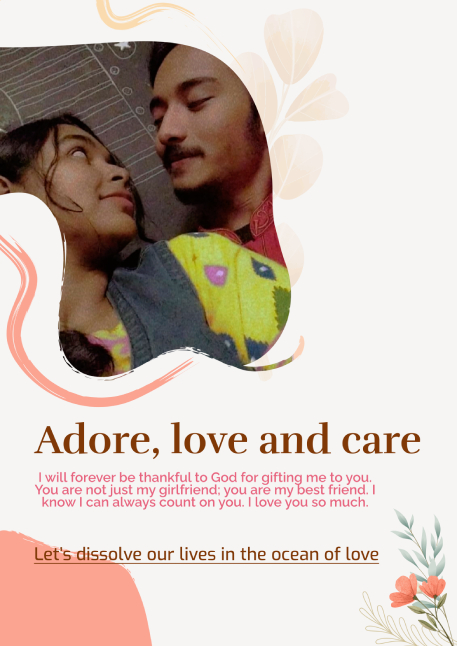 Adore, love and care
I will forever be thankful to God for gifting me to you.
You are not just my girlfriend; you are my best friend. I
know I can always count on you. I love you so much.
Let's dissolve our lives in the ocean of love